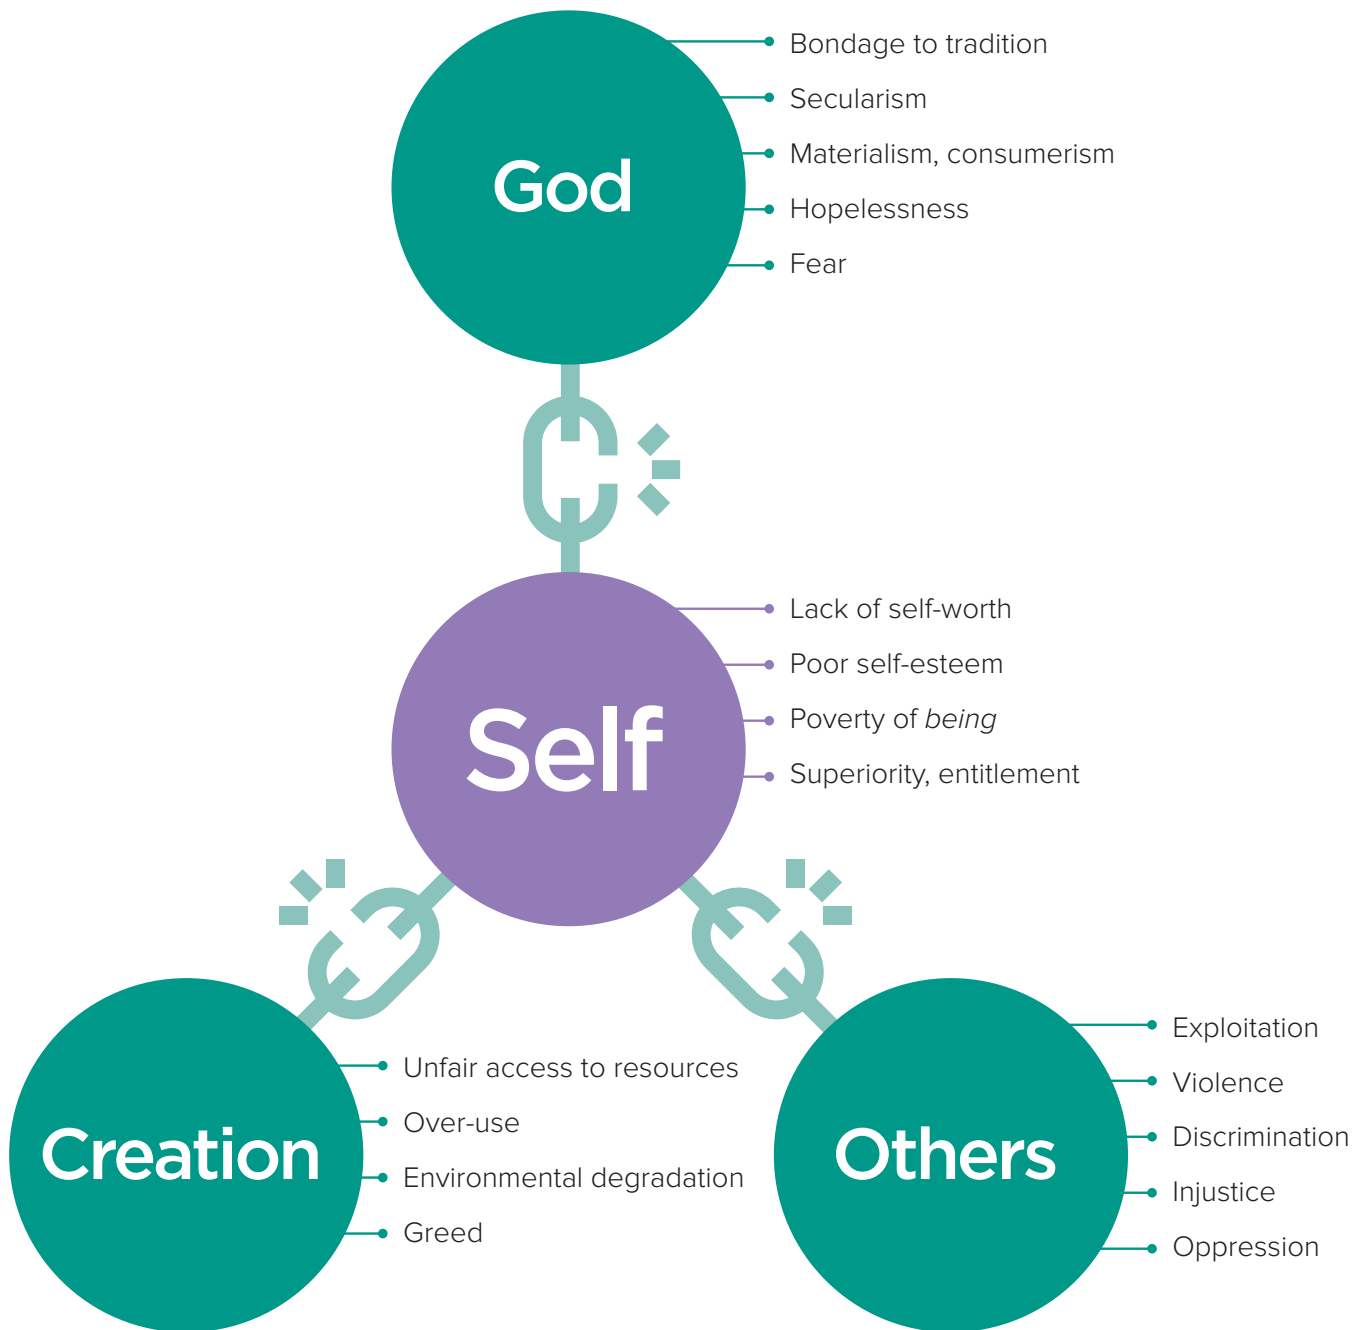 God
Bondage to tradition
Secularism
Materialism, consumerism
Hopelessness
Fear
Self
Lack of self-worth
Poor self-esteem
Poverty of being
Superiority, entitlement
Creation
Unfair access to resources
Over-use
Environmental degradation
Greed
Others
Exploitation
Violence
Discrimination
Injustice
Oppression